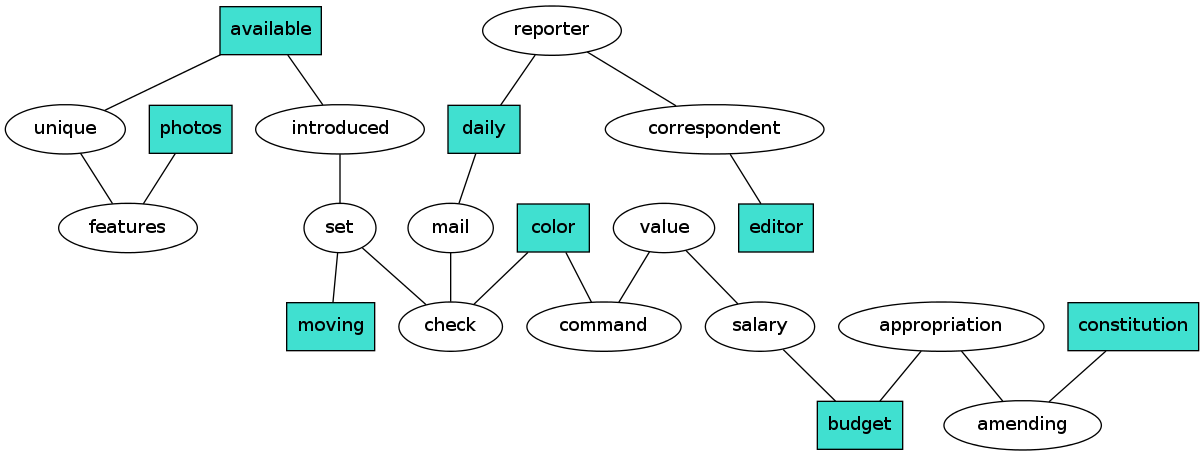 available
reporter
unique
photos
introduced
daily
correspondent
features
set
mail
color
value
editor
moving
check
command
salary
appropriation
constitution
budget
amending